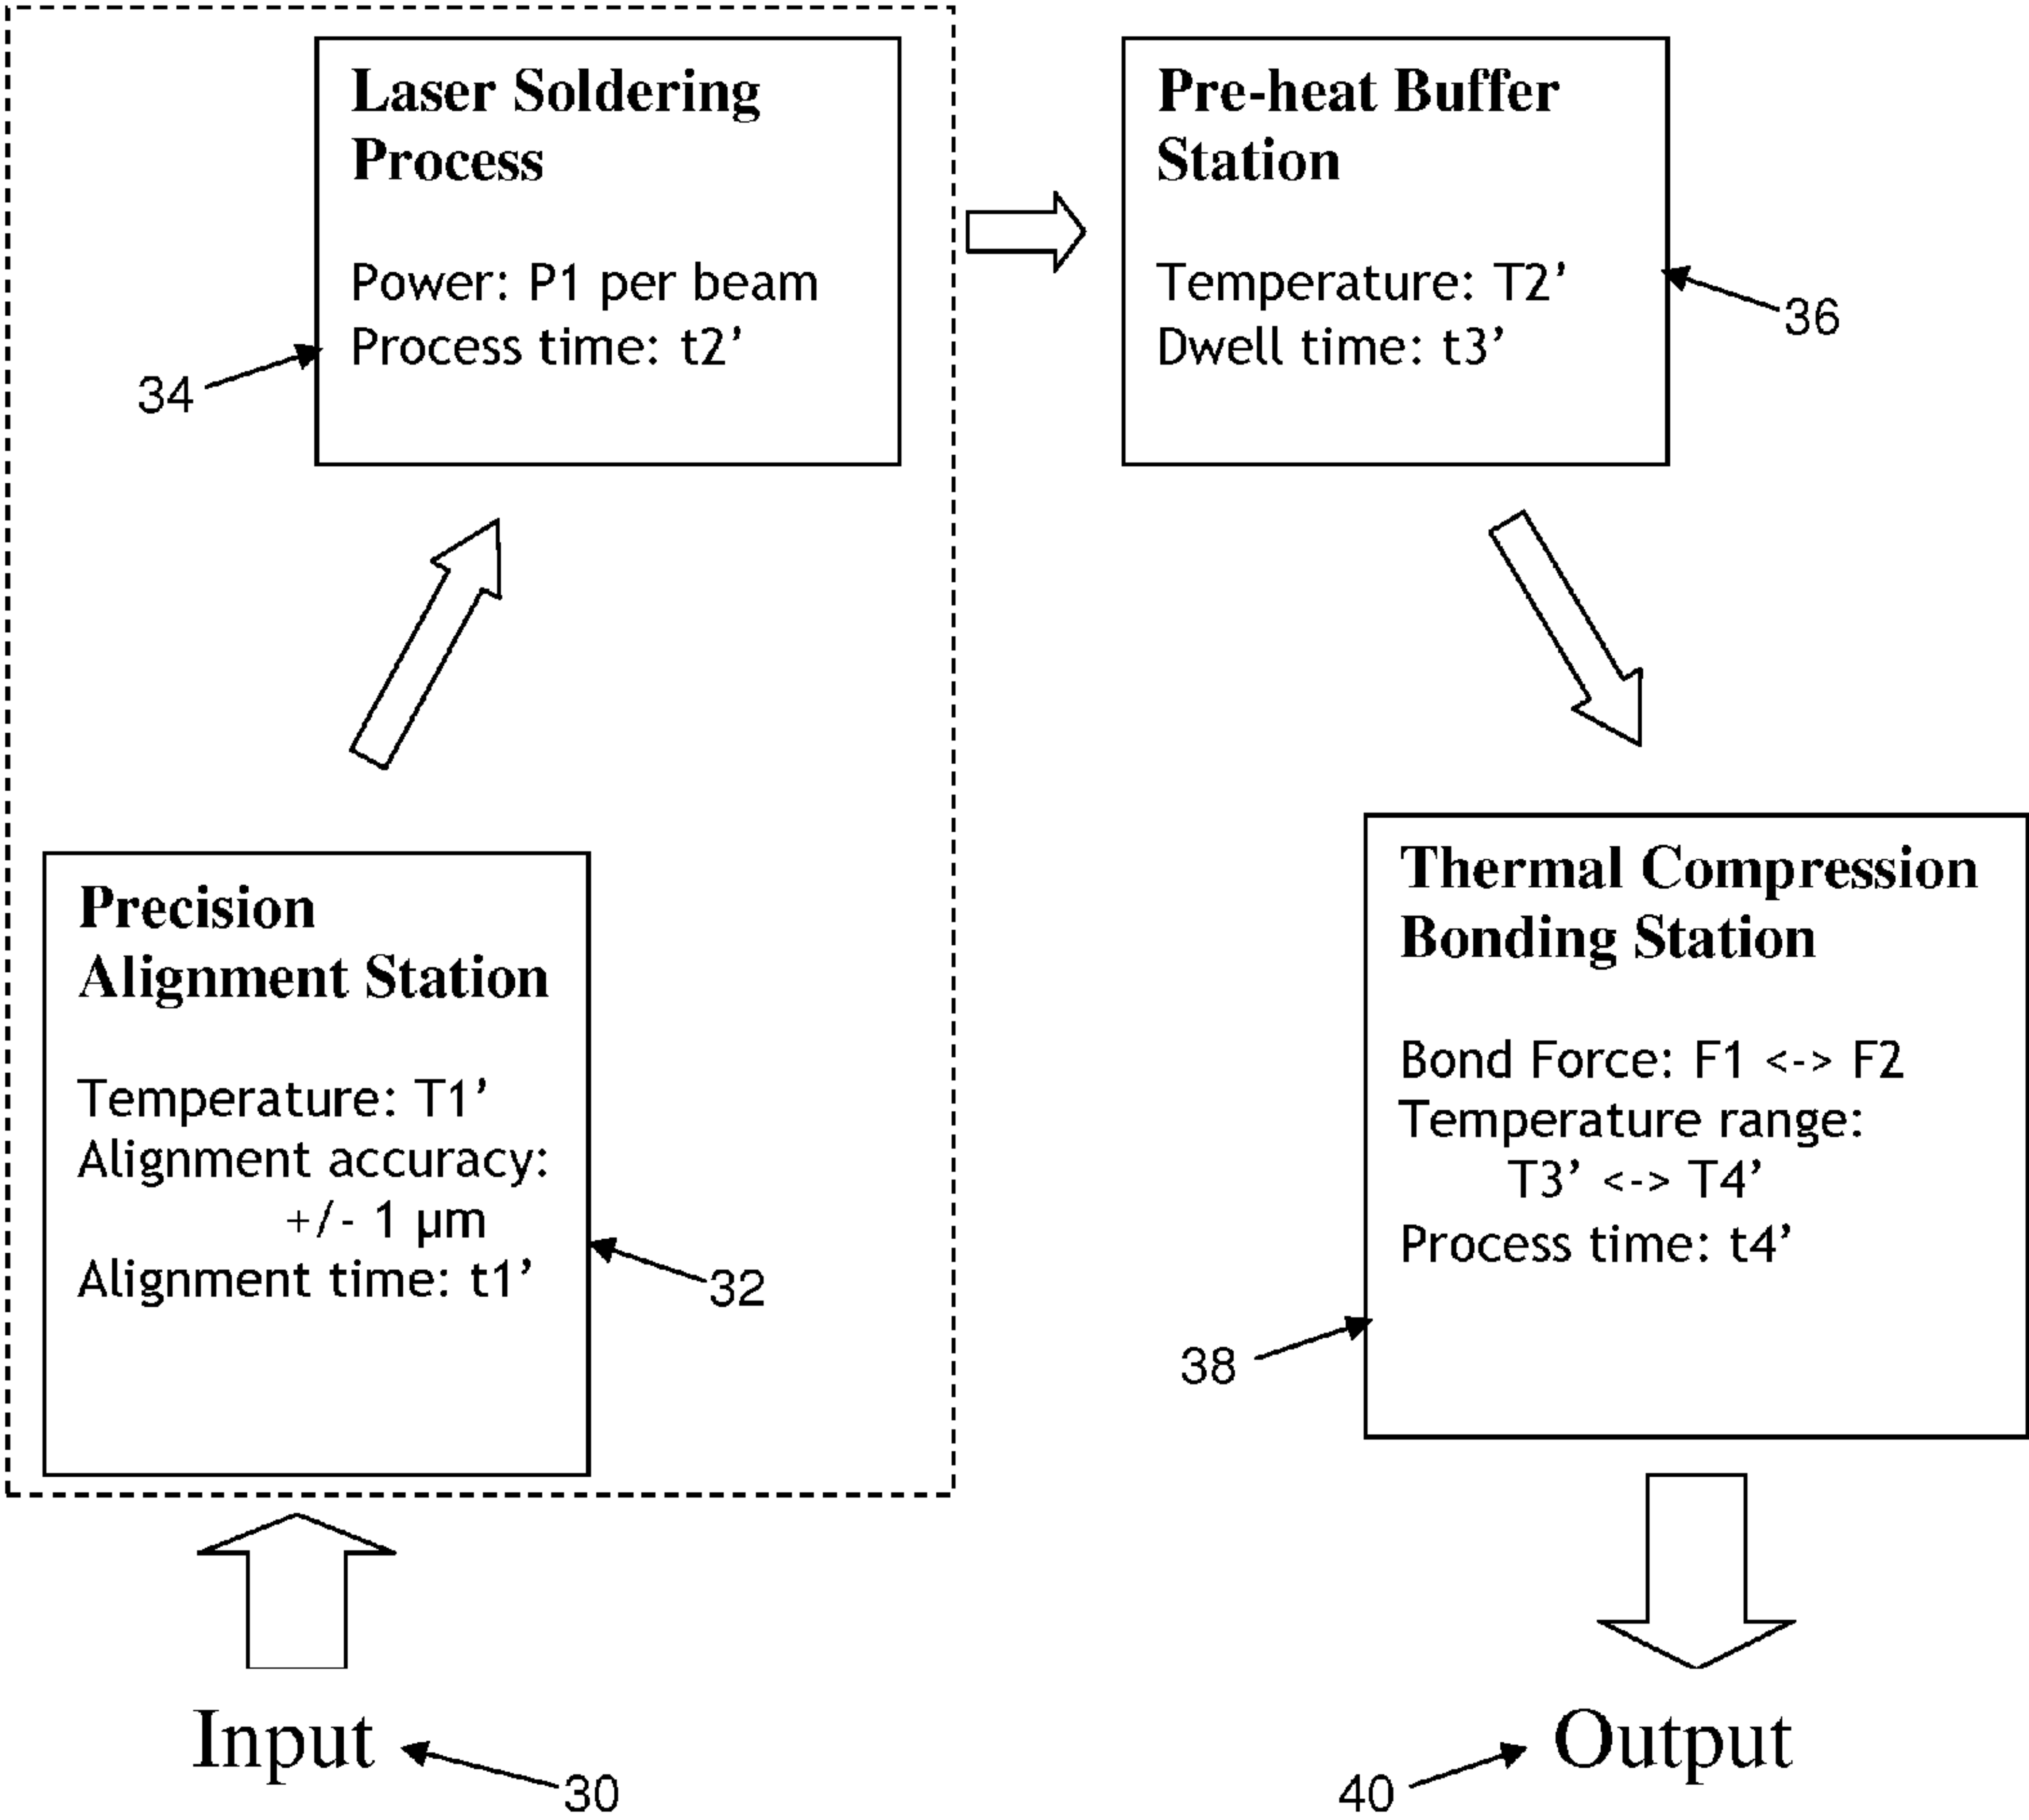 Laser Soldering
Process
Power: P1 per beam
Process time: t2’
34
Pre-heat Buffer
Station
Temperature: T2’
Dwell time: t3’
36
Precision
Alignment Station
Temperature: T1’
Alignment accuracy:
+/- 1 µm
Alignment time: t1’
32
Thermal Compression
Bonding Station
Bond Force: F1 <-> F2
Temperature range:
T3’ <-> T4’
Process time: t4’
38
Input
30
Output
40